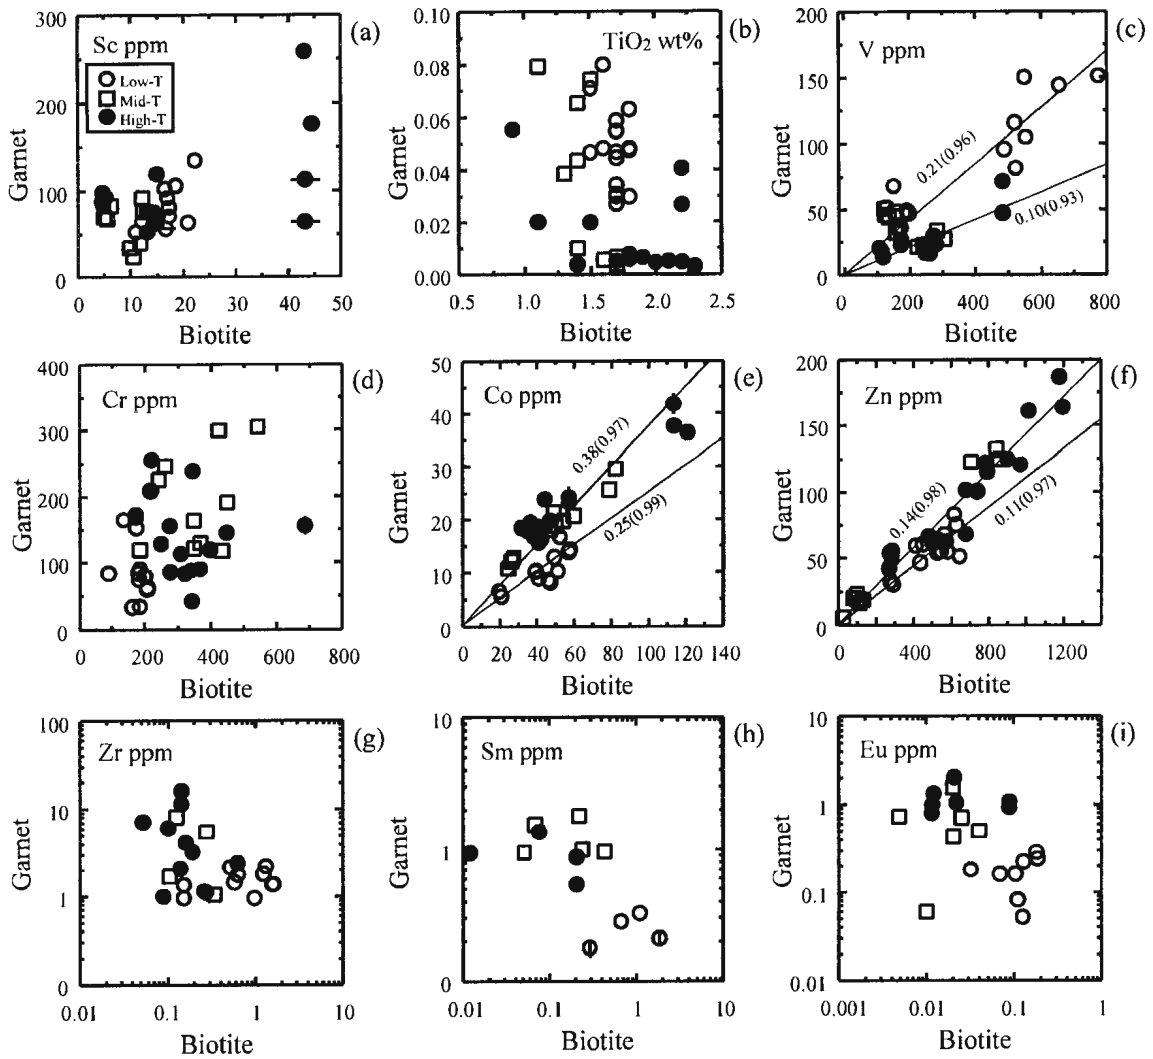 Sc ppm
(a)
Low-T
Mid-T
High-T
Garnet
300
200
100
0
0 10 20 30 40 50
Biotite
TiO2 wt%
(b)
Garnet
0.10
0.08
0.06
0.04
0.02
0.00
0.5 1.0 1.5 2.0 2.5
Biotite
V ppm
(c)
0.21(0.96)
0.10(0.93)
Garnet
200
150
100
50
0
0 200 400 600 800
Biotite
Cr ppm
(d)
Garnet
400
300
200
100
0
0 200 400 600 800
Biotite
Co ppm
(e)
0.38(0.97)
0.25(0.99)
Garnet
50
40
30
20
10
0
0 20 40 60 80 100 120 140
Biotite
Zn ppm
(f)
0.14(0.98)
0.11(0.97)
Garnet
200
150
100
50
0
0 400 800 1200
Biotite
Zr ppm
(g)
Garnet
100
10
1
0
0.01 0.1 1 10
Biotite
Sm ppm
(h)
Garnet
10
1
0
0.01 0.1 1 10
Biotite
Eu ppm
(i)
Garnet
10
1
0.1
0.01
0.001 0.01 0.1 1
Biotite